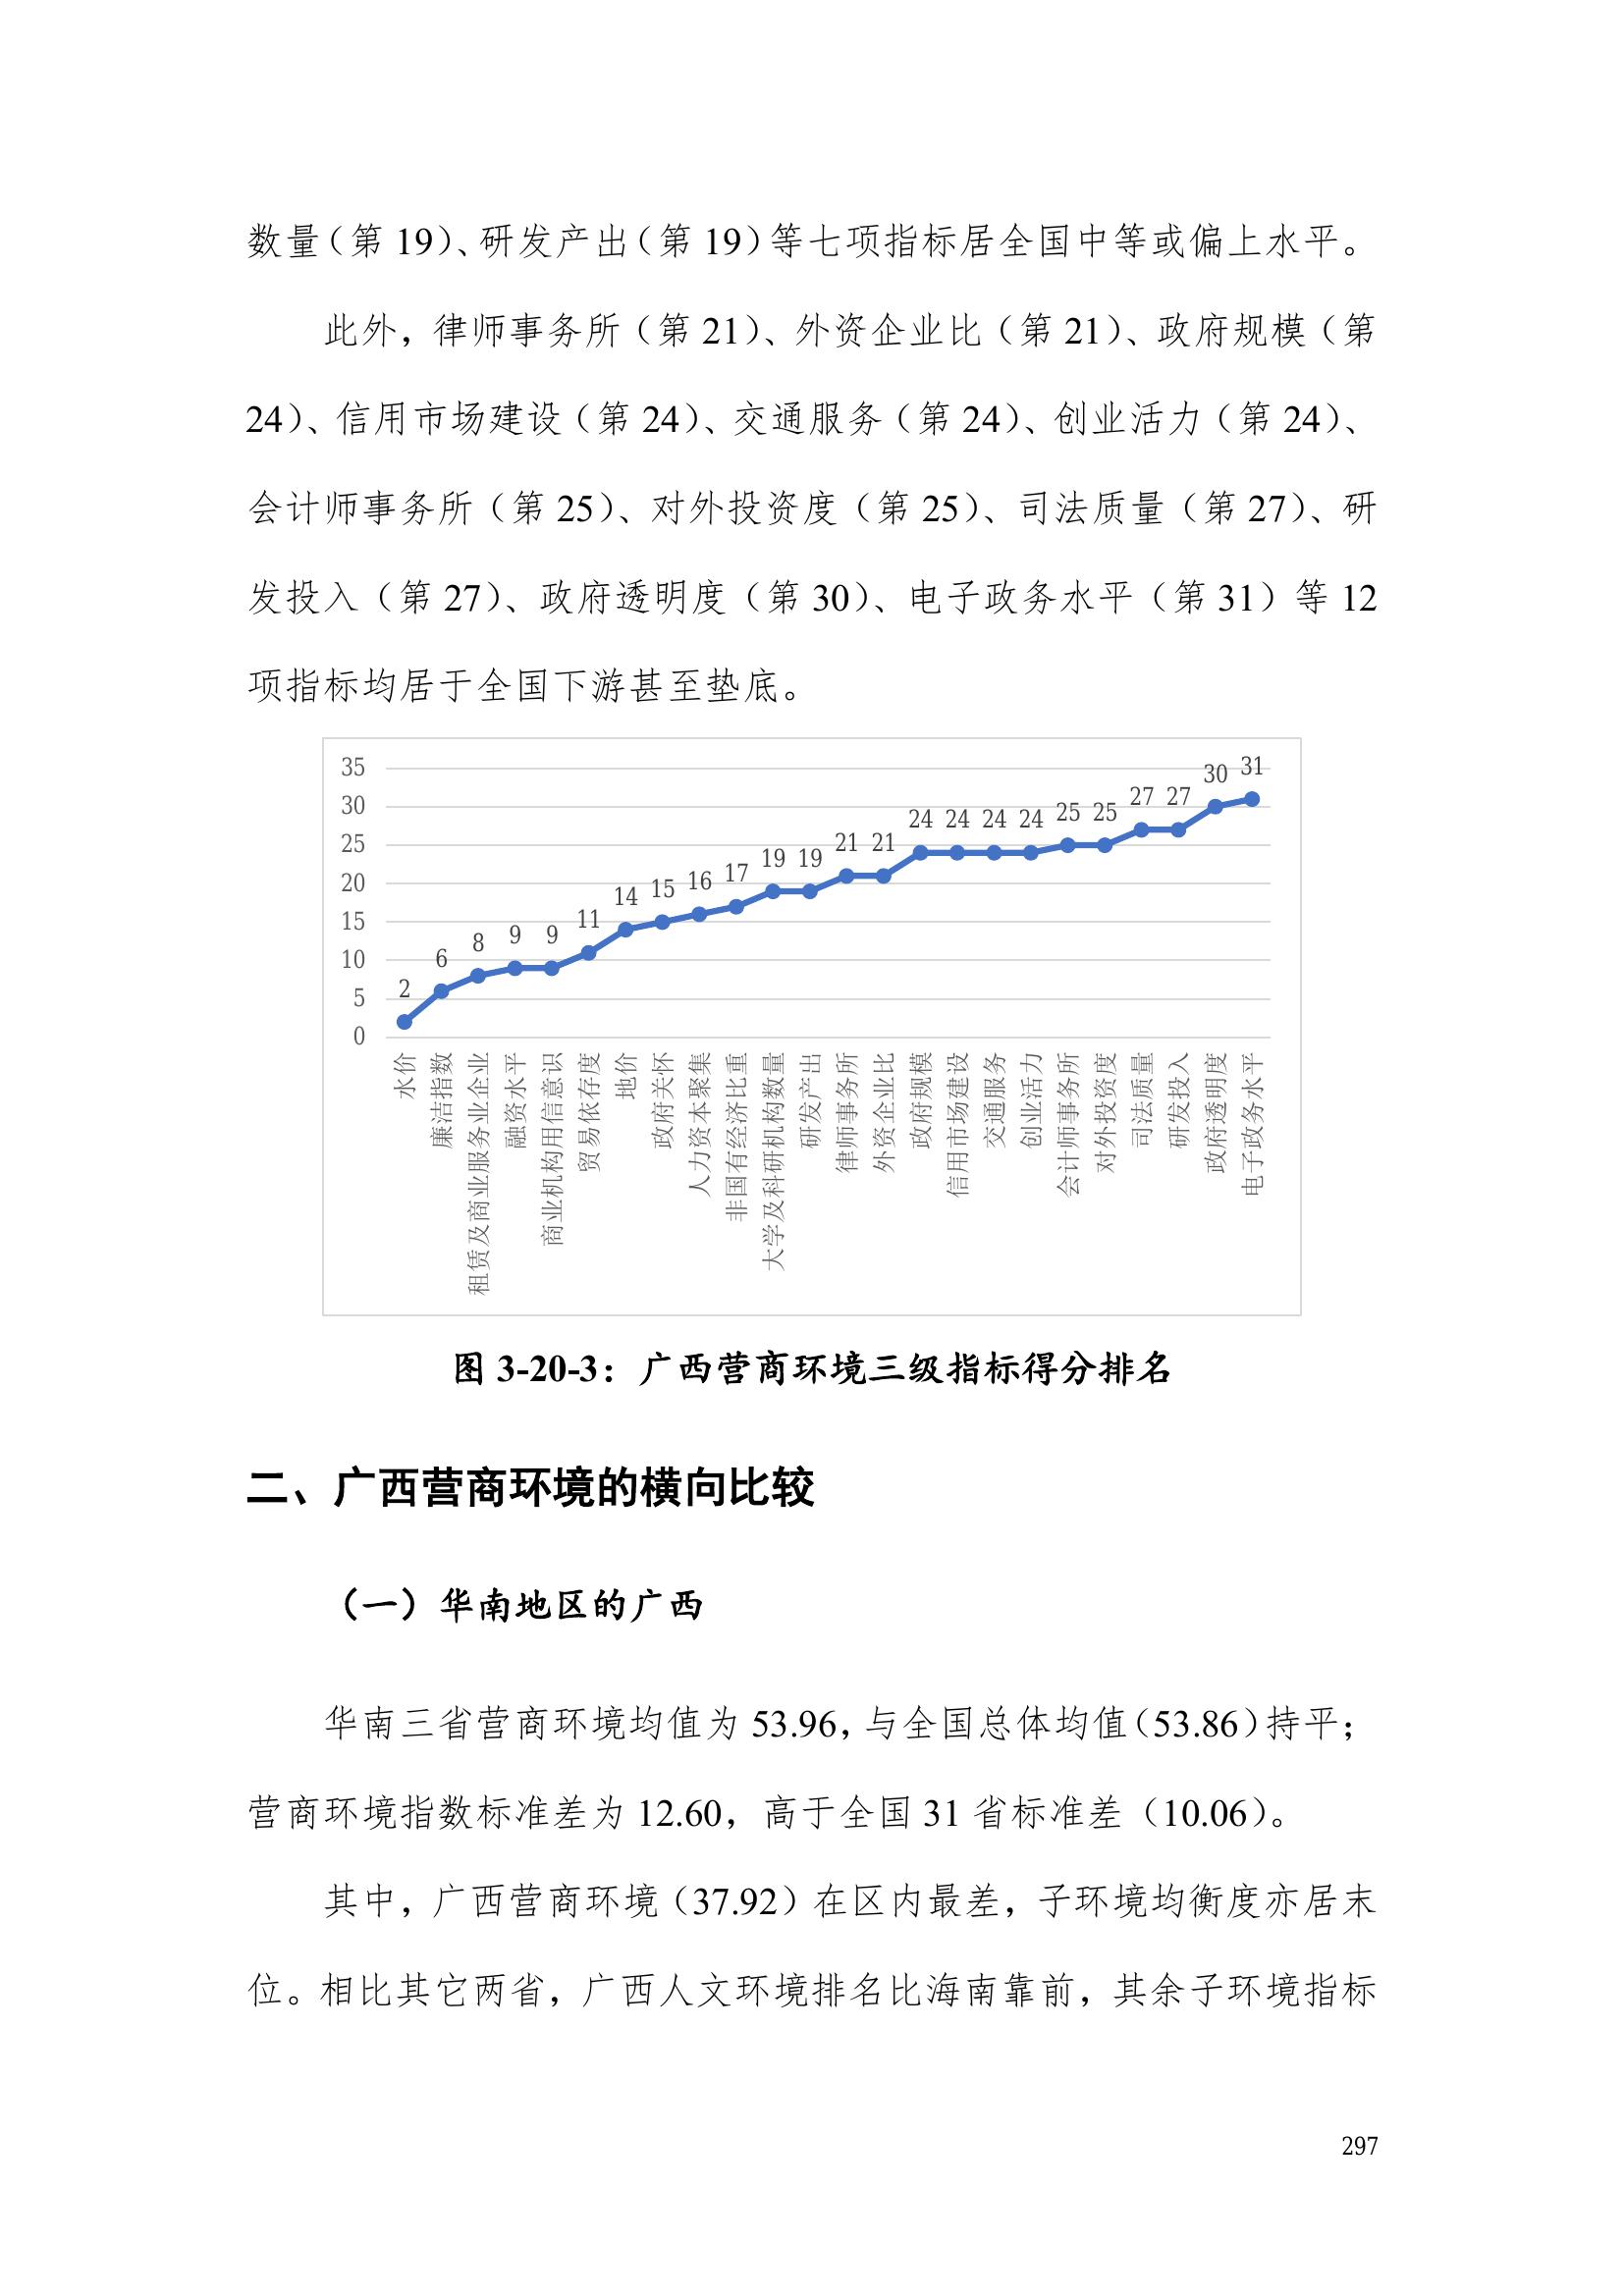 数量（第 19）、研发产出（第 19）等七项指标居全国中等或偏上水平。
此外，律师事务所（第 21）、外资企业比（第 21）、政府规模（第
24）、信用市场建设（第 24）、交通服务（第 24）、创业活力（第 24）、
会计师事务所（第 25）、对外投资度（第 25）、司法质量（第 27）、研
发投入（第 27）、政府透明度（第 30）、电子政务水平（第 31）等 12
项指标均居于全国下游甚至垫底。
35
30
25
20
15
10
5
0
2
6
8
9
9
11
14
15
16
17
19
19
21
21
24
24
24
24
25
25
27
27
30
31
水价
廉洁指数
租赁及商业服务业企业
融资水平
商业机构用信意识
贸易依存度
地价
政府关怀
人力资本聚集
非国有经济比重
大学及科研机构数量
研发产出
律师事务所
外资企业比
政府规模
信用市场建设
交通服务
创业活力
会计师事务所
对外投资度
司法质量
研发投入
政府透明度
电子政务水平
图 3-20-3：广西营商环境三级指标得分排名
二、广西营商环境的横向比较
（一）华南地区的广西
华南三省营商环境均值为 53.96，与全国总体均值（53.86）持平；
营商环境指数标准差为 12.60，高于全国 31 省标准差（10.06）。
其中，广西营商环境（37.92）在区内最差，子环境均衡度亦居末
位。相比其它两省，广西人文环境排名比海南靠前，其余子环境指标
297